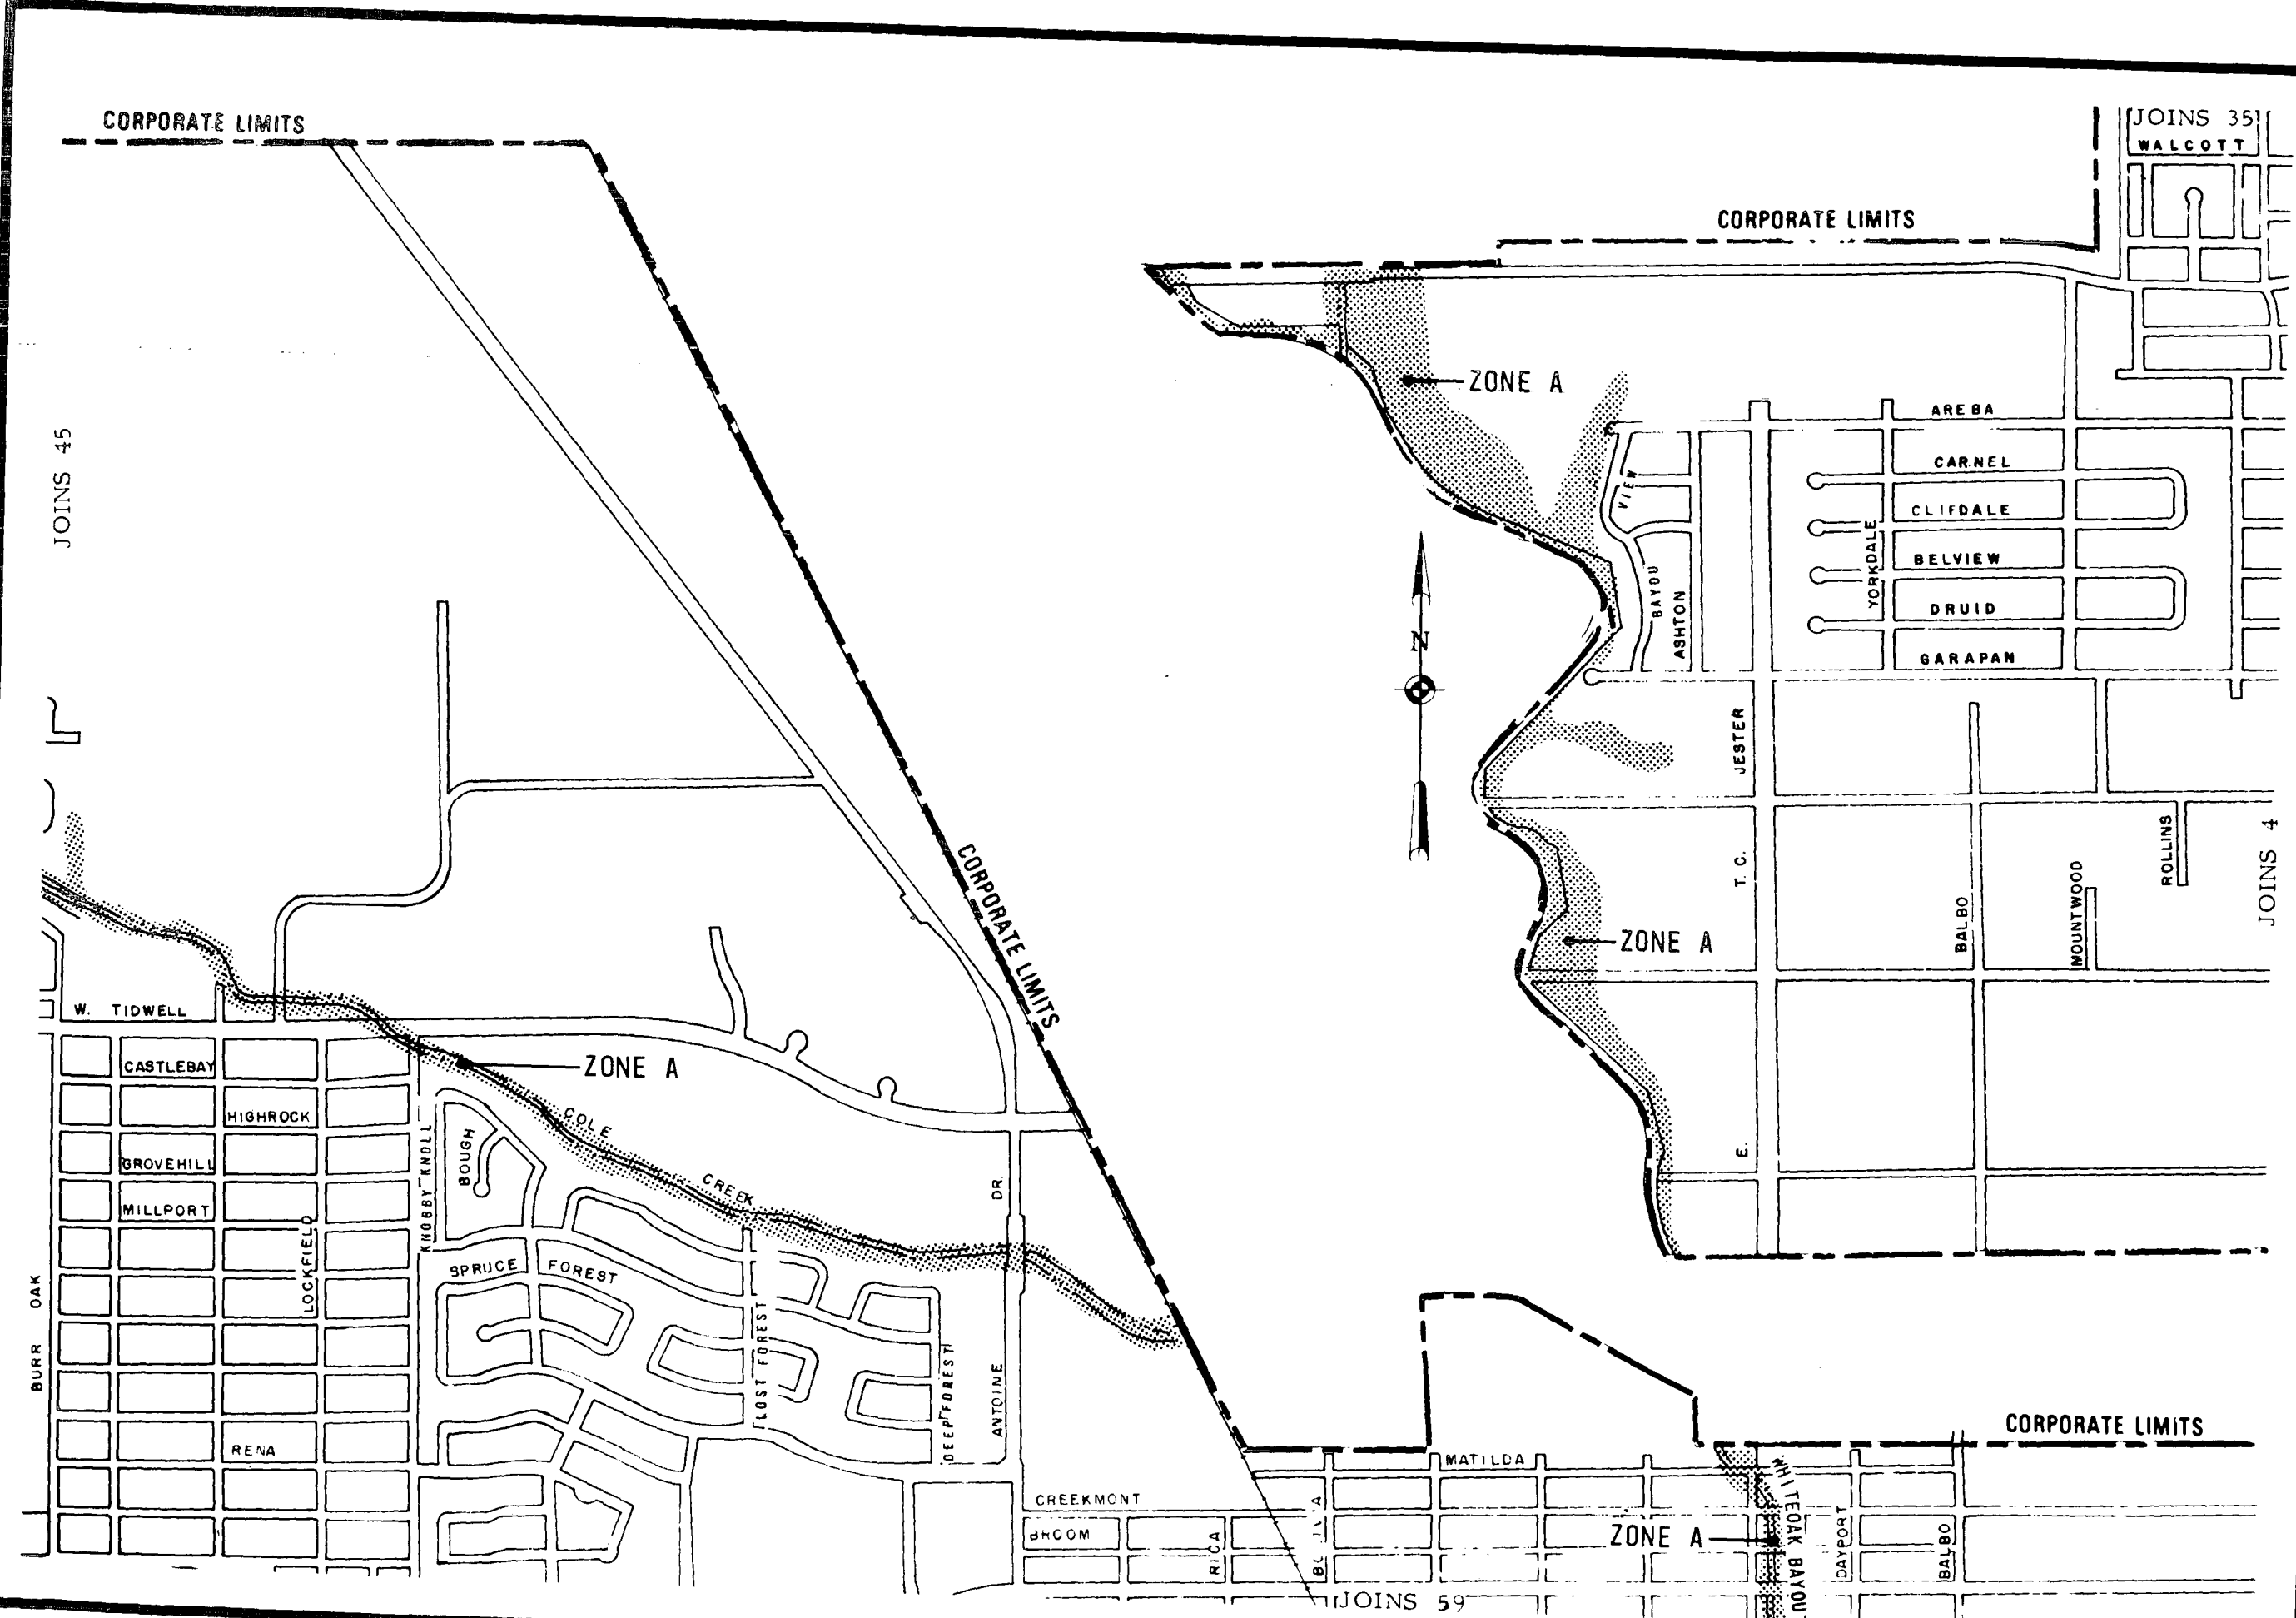 CORPORATE LIMITS
JOINS 35
WALCOTT
CORPORATE LIMITS
ZONE A
AREBA
JOINS 45
CARNEL
VIEW
CLIFDALE
YORKDALE
BELVIEW
BAYOU
ASHTON
DRUID
N
GARAPAN
JESTER
CORPORATE LIMITS
ROLLINS
JOINS 4
T. C.
MOUNTWOOD
BALBO
ZONE A
W. TIDWELL
CASTLEBAY
ZONE A
HIGHROCK
COLE
KNOBBY KNOLL
BOUGH
GROVEHILL
E.
CREEK
DR.
MILLPORT
LOCKFIELD
SPRUCE FOREST
BURR OAK
LOST FOREST
DEEP FOREST
ANTOINE
CORPORATE LIMITS
RENA
MATILDA
WHITEOAK BAYOU
CREEKMONT
BROOM
RICA
ZONE A
DAYPORT
BALBO
JOINS 59